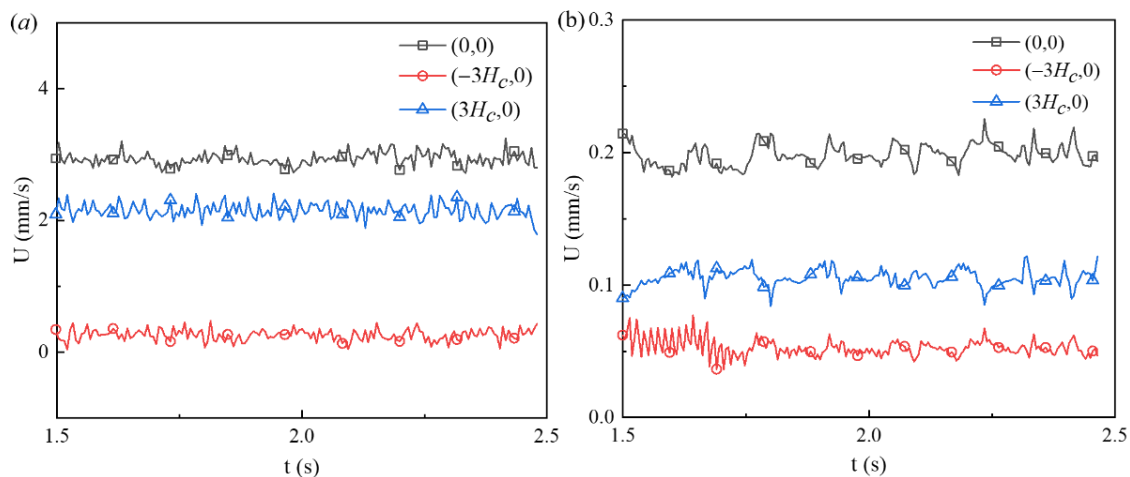 (a)
U (mm/s)
4
2
0
(0,0)
(−3H_C,0)
(3H_C,0)
1.5 2.0 2.5
t (s)
(b)
U (mm/s)
0.3
0.2
0.1
0.0
(0,0)
(−3H_C,0)
(3H_C,0)
1.5 2.0 2.5
t (s)